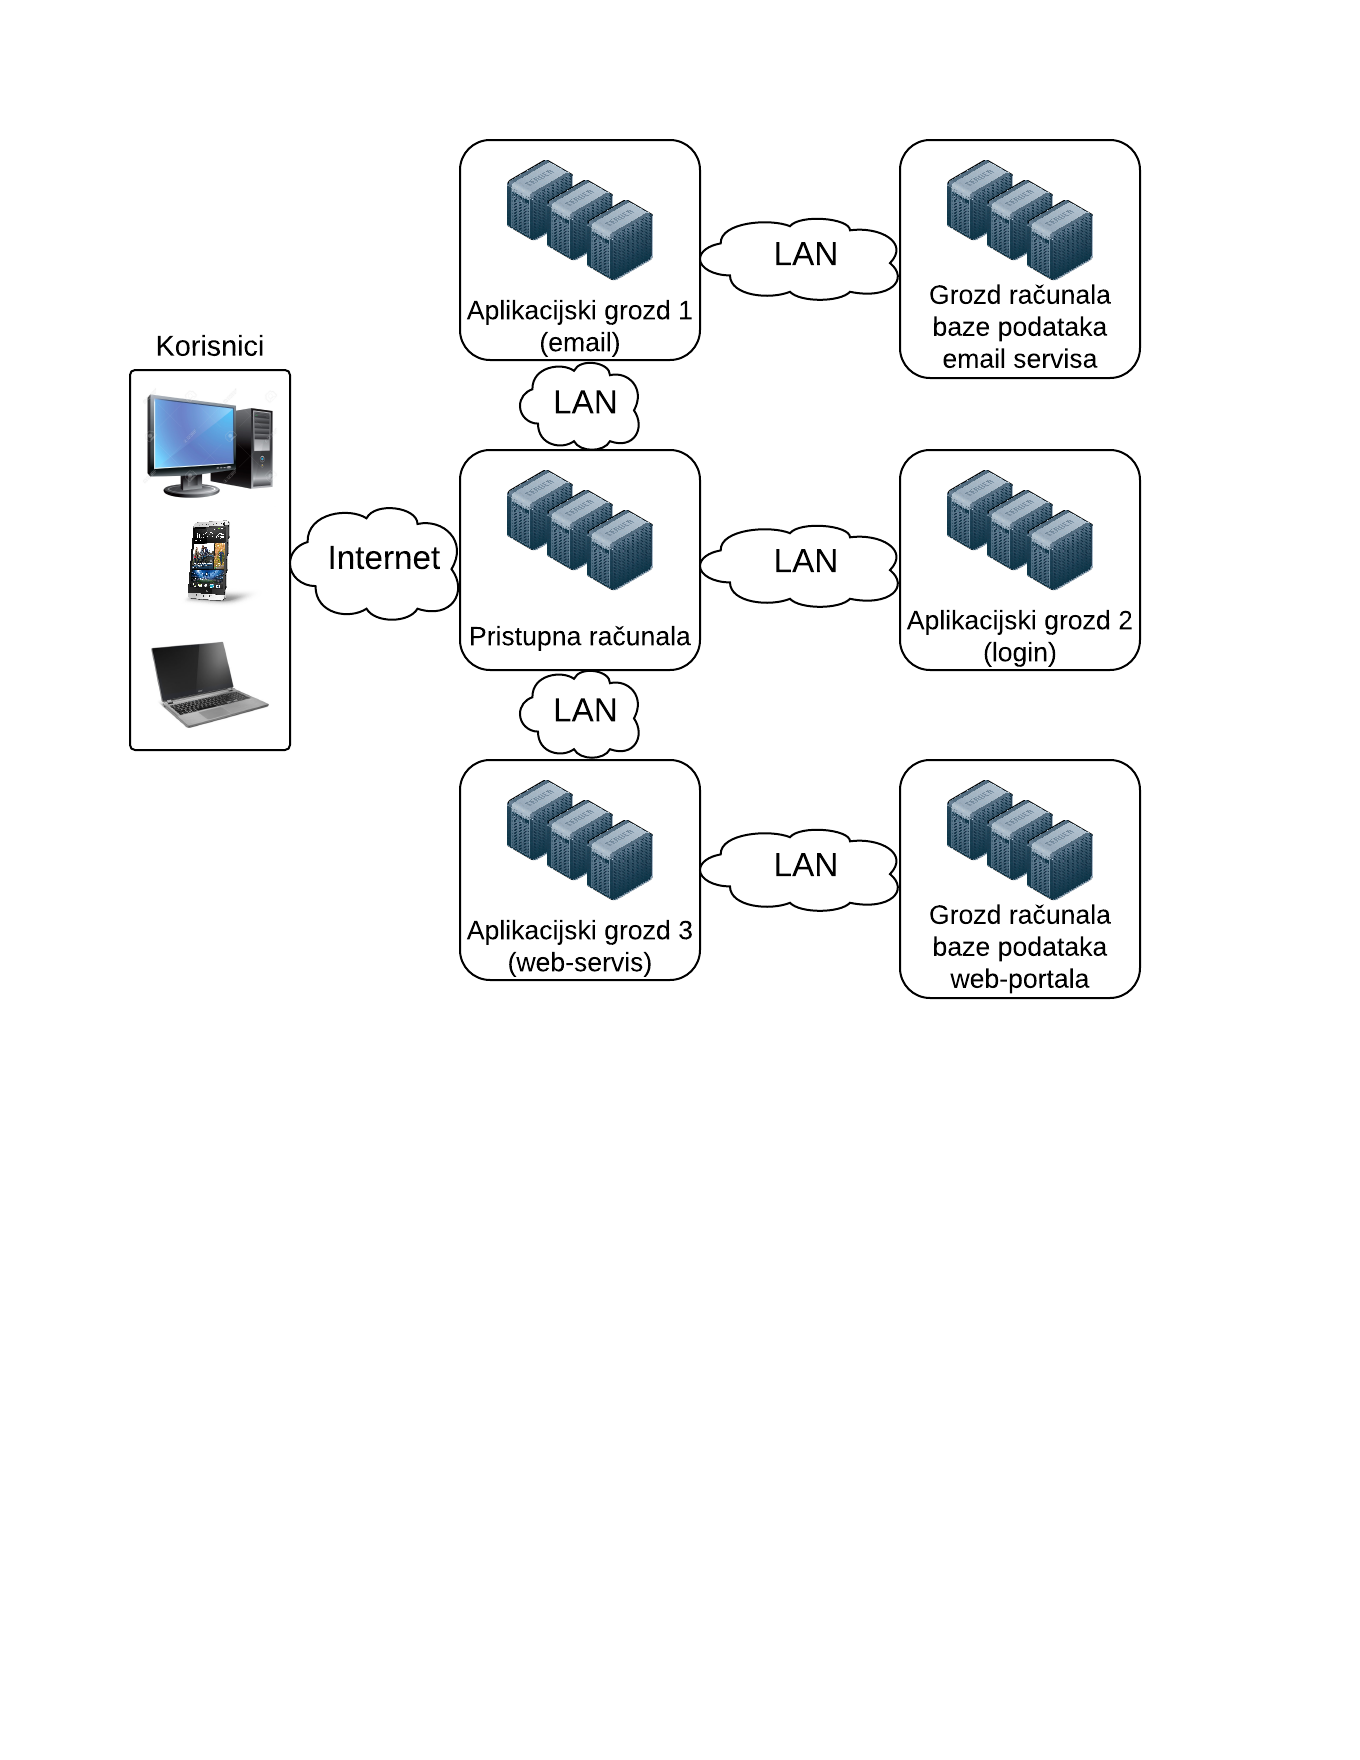 Aplikacijski grozd 1
(email)
LAN
Grozd računala
baze podataka
email servisa
Korisnici
LAN
Internet
Pristupna računala
LAN
Aplikacijski grozd 2
(login)
LAN
Aplikacijski grozd 3
(web-servis)
LAN
Grozd računala
baze podataka
web-portala